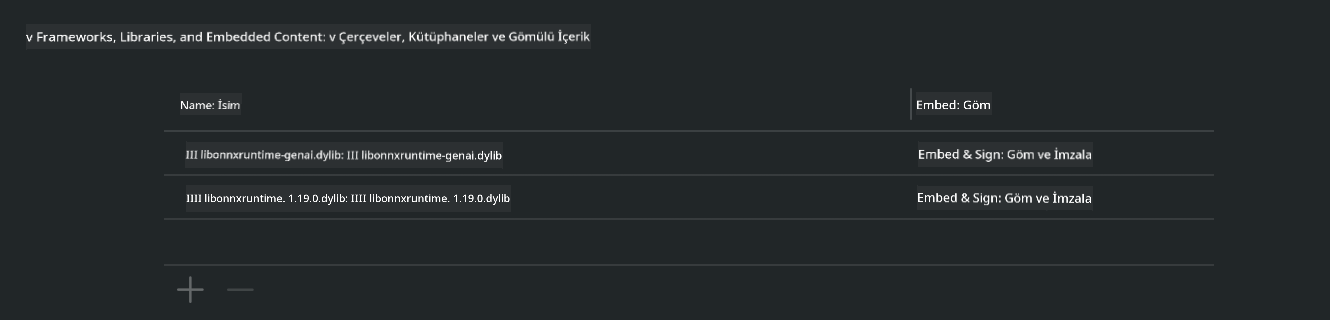 v Frameworks, Libraries, and Embedded Content: v Çerçeveler, Kütüphaneler ve Gömülü İçerik
Name: İsim
Embed: Göm
III libonnxruntime-genai.dylib: III libonnxruntime-genai.dylib
Embed & Sign: Göm ve İmzala
IIII libonnxruntime. 1.19.0.dyllb: IIII libonnxruntime. 1.19.0.dyllb
Embed & Sign: Göm ve İmzala